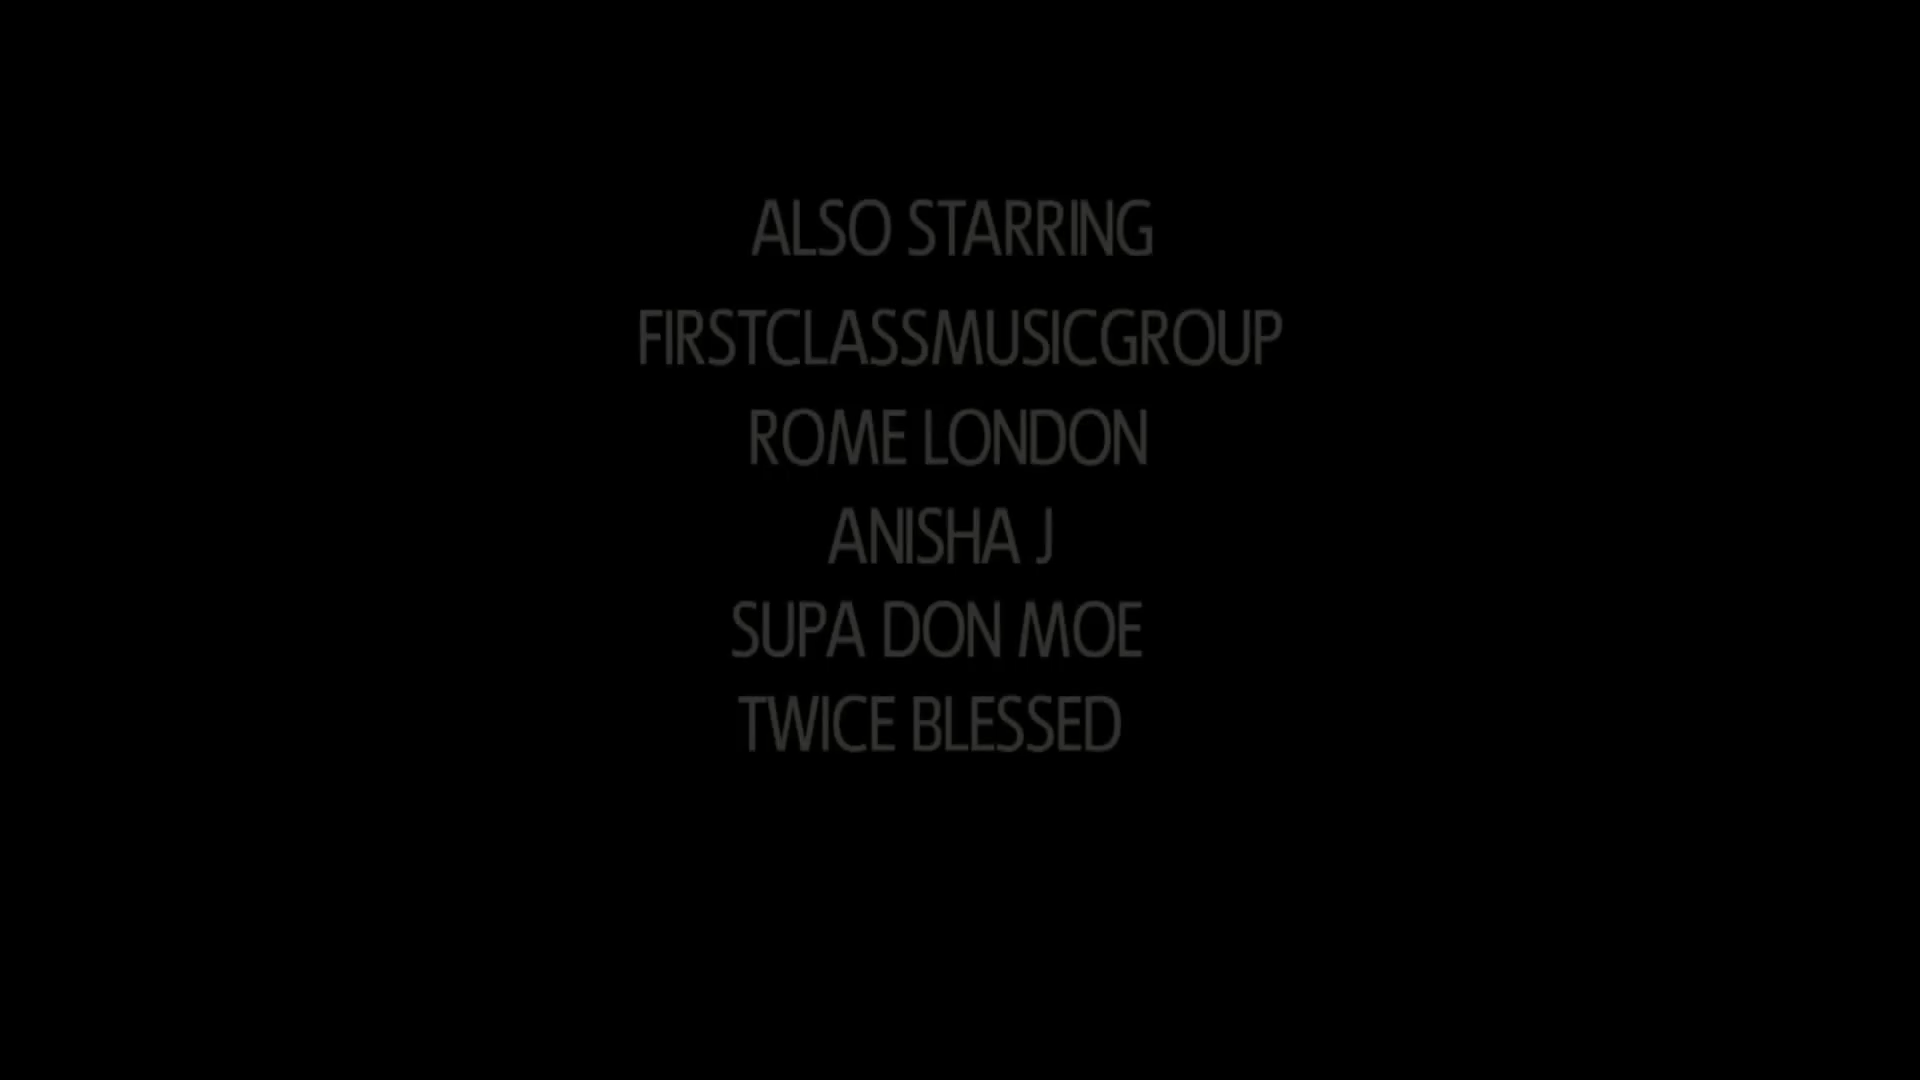 ALSO STARRING
FIRSTCLASSMUSICGROUP
ROME LONDON
ANISHA J
SUPA DON MOE
TWICE BLESSED